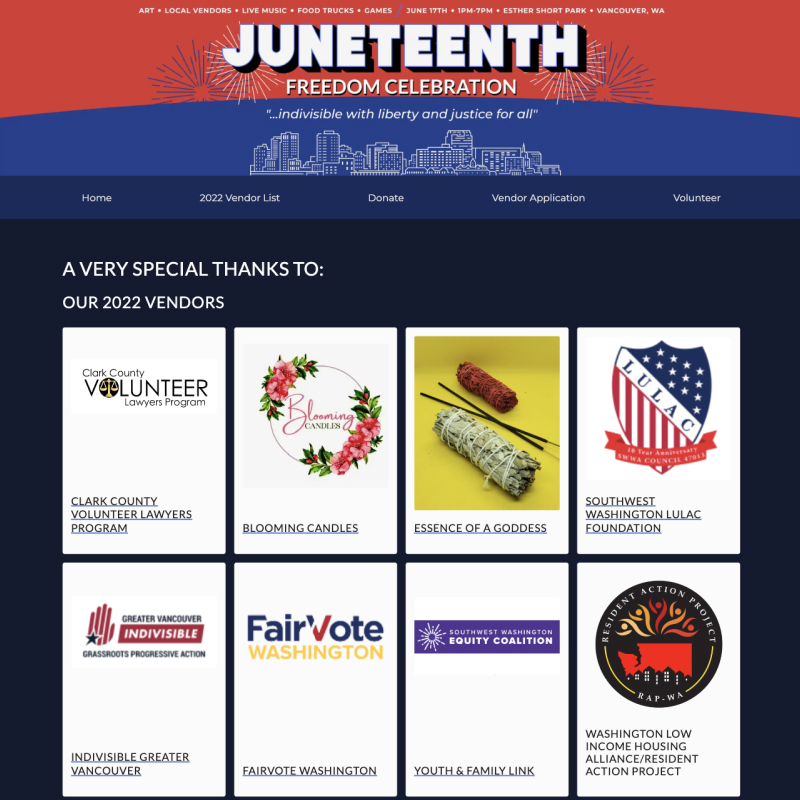 ART • LOCAL VENDORS • LIVE MUSIC • FOOD TRUCKS • GAMES / JUNE 17TH • 1PM-7PM • ESTHER SHORT PARK • VANCOUVER, WA
JUNETEENTH
FREEDOM CELEBRATION
"...indivisible with liberty and justice for all"
Home 2022 Vendor List Donate Vendor Application Volunteer
A VERY SPECIAL THANKS TO:
OUR 2022 VENDORS
Clark County
VOLUNTEER
Lawyers Program
CLARK COUNTY
VOLUNTEER LAWYERS
PROGRAM
Blooming
CANDLES
BLOOMING CANDLES
ESSENCE OF A GODDESS
LULAC
10 Year Anniversary
SWWA COUNCIL 47013
SOUTHWEST
WASHINGTON LULAC
FOUNDATION
GREATER VANCOUVER
INDIVISIBLE
GRASSROOTS PROGRESSIVE ACTION
INDIVISIBLE GREATER
VANCOUVER
FairVote
WASHINGTON
FAIRVOTE WASHINGTON
SOUTHWEST WASHINGTON
EQUITY COALITION
YOUTH & FAMILY LINK
RESIDENT ACTION PROJECT
RAP-WA
WASHINGTON LOW
INCOME HOUSING
ALLIANCE/RESIDENT
ACTION PROJECT